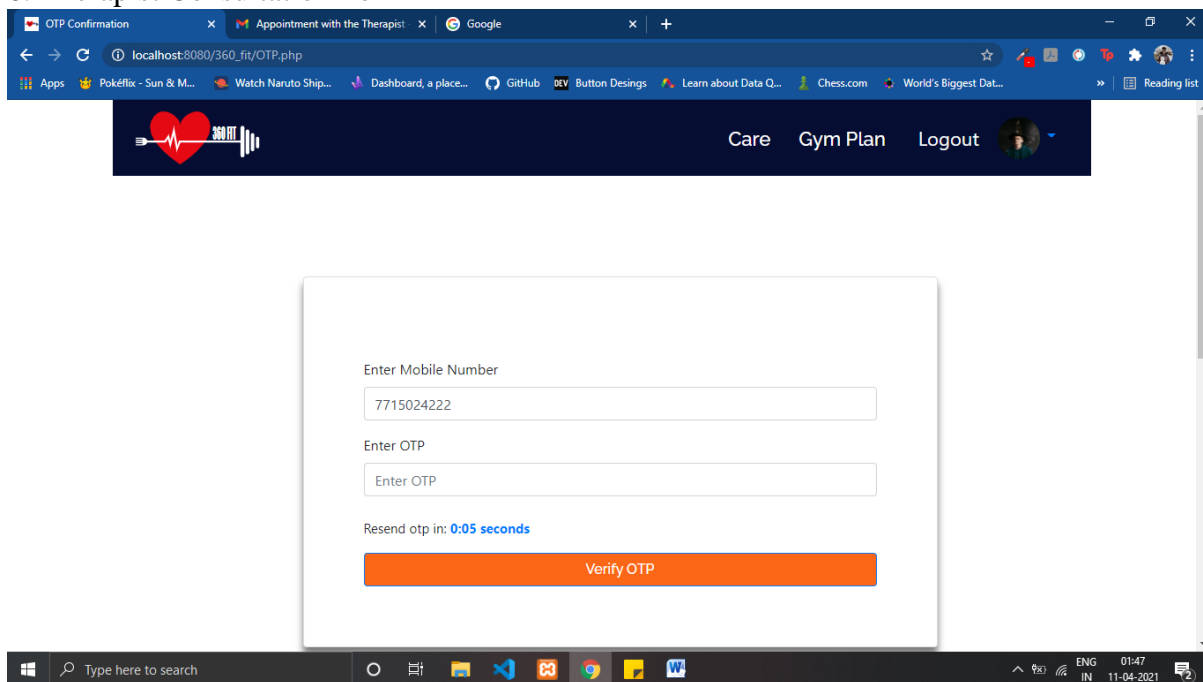 OTP Confirmation
Appointment with the Therapist -
Google
localhost:8080/360_fit/OTP.php
Apps
Pokéflix - Sun & M...
Watch Naruto Ship...
Dashboard, a place...
GitHub
DEV
Button Desings
Learn about Data Q...
Chess.com
World's Biggest Dat...
»
Reading list
360 FIT
Care
Gym Plan
Logout
Enter Mobile Number
7715024222
Enter OTP
Enter OTP
Resend otp in: 0:05 seconds
Verify OTP
Type here to search
ENG
IN
01:47
11-04-2021
2